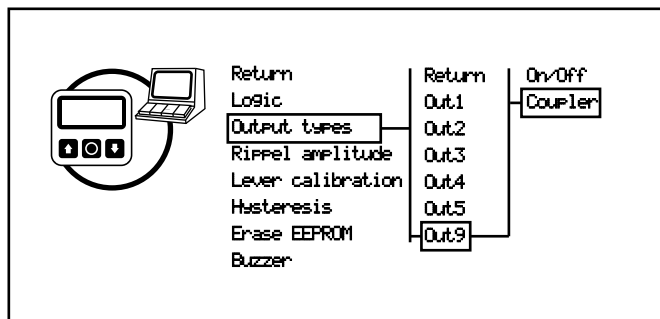 Return
Logic
Output types
Rippel amplitude
Lever calibration
Hysteresis
Erase EEPROM
Buzzer
Return
Out1
Out2
Out3
Out4
Out5
Out9
On/Off
Coupler